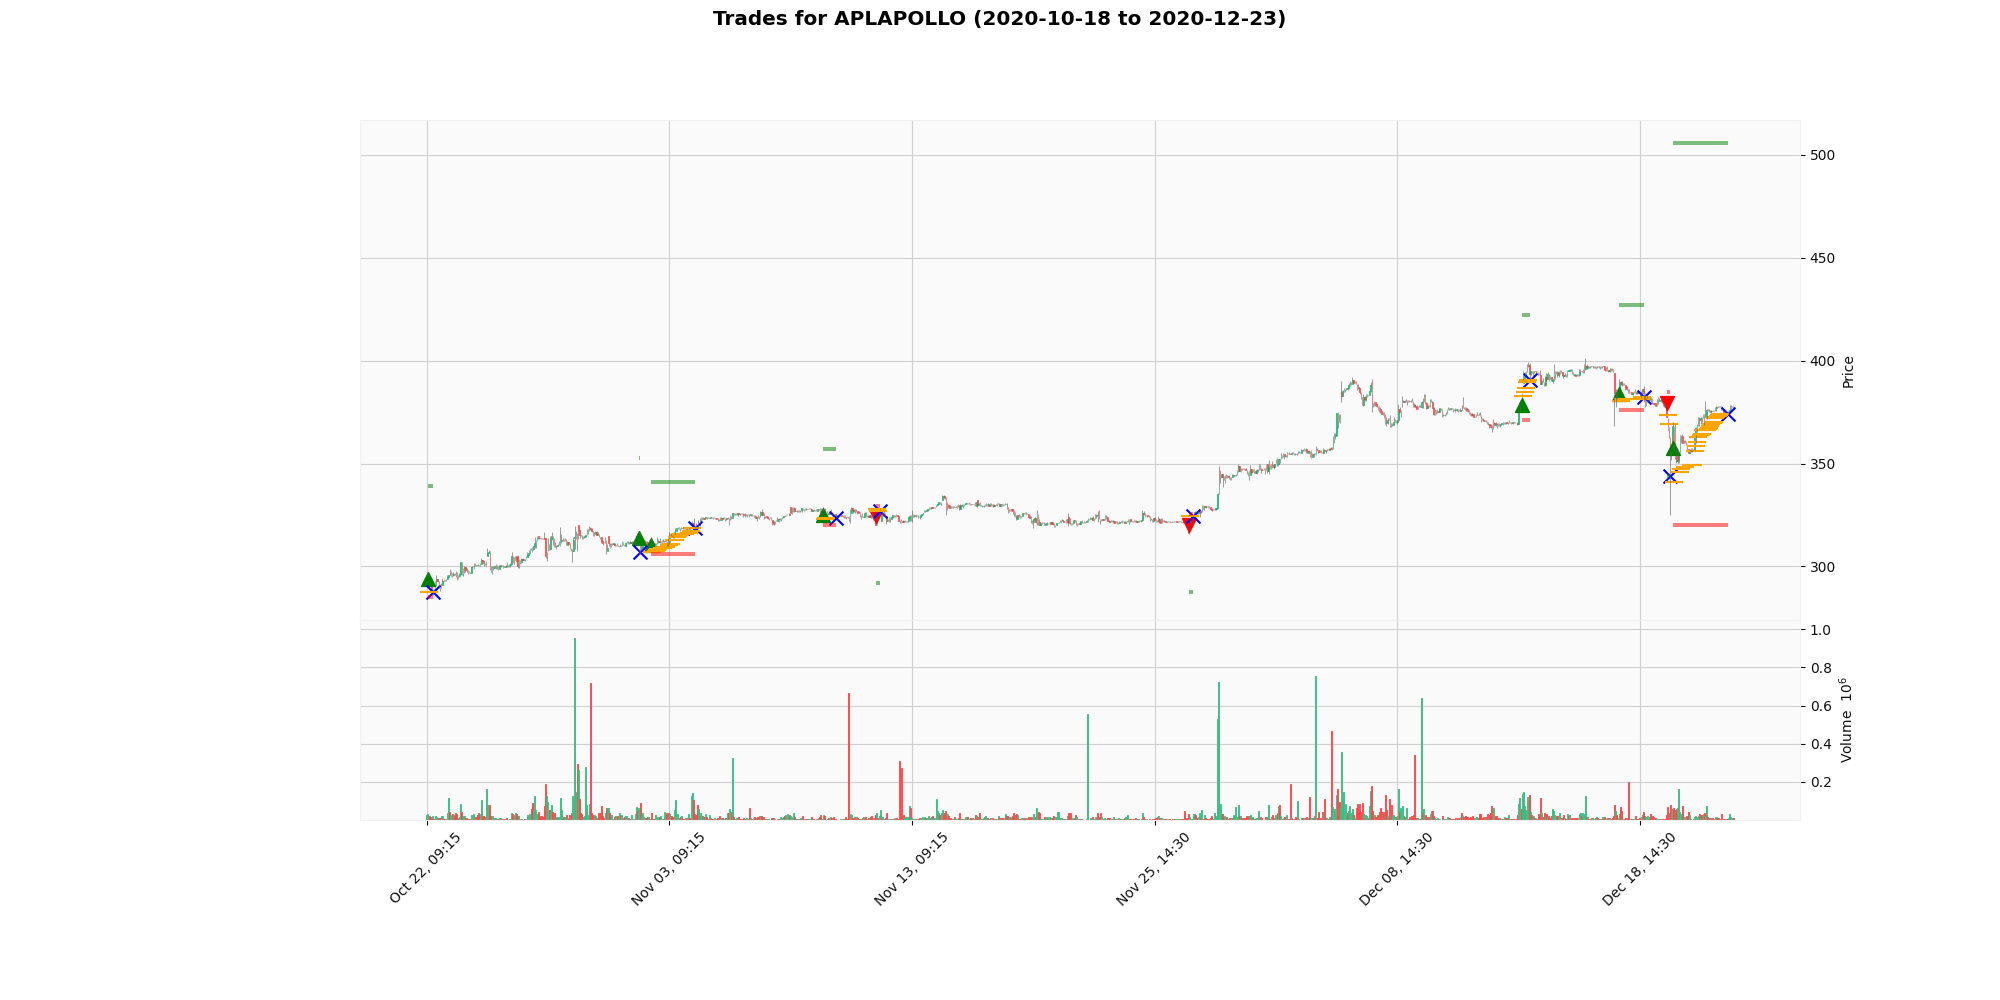 Trades for APLAPOLLO (2020-10-18 to 2020-12-23)
500
450
400
350
300
Price
1.0
0.8
0.6
0.4
0.2
Volume 10^6
Oct 22, 09:15
Nov 03, 09:15
Nov 13, 09:15
Nov 25, 14:30
Dec 08, 14:30
Dec 18, 14:30